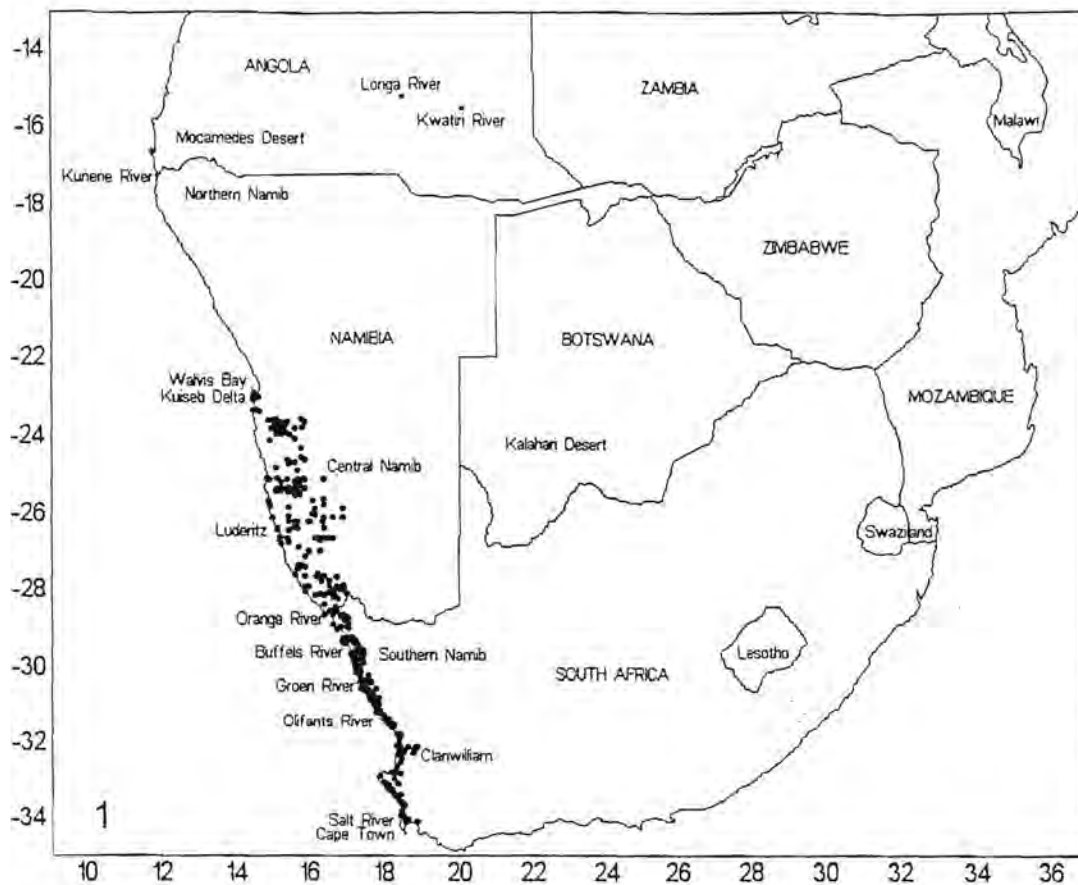 -14
-16
-18
-20
-22
-24
-26
-28
-30
-32
-34
ANGOLA
Longa River
Kwatiri River
ZAMBIA
Malawi
Mocamedes Desert
Kunene River
Northern Namib
ZIMBABWE
NAMIBIA
BOTSWANA
MOZAMBIQUE
Walvis Bay
Kuiseb Delta
Kalahari Desert
Central Namib
Luderitz
Swaziland
Orange River
Buffels River
Southern Namib
Lesotho
Groen River
SOUTH AFRICA
Olifants River
Clanwilliam
Salt River
Cape Town
1
10 12 14 16 18 20 22 24 26 28 30 32 34 36